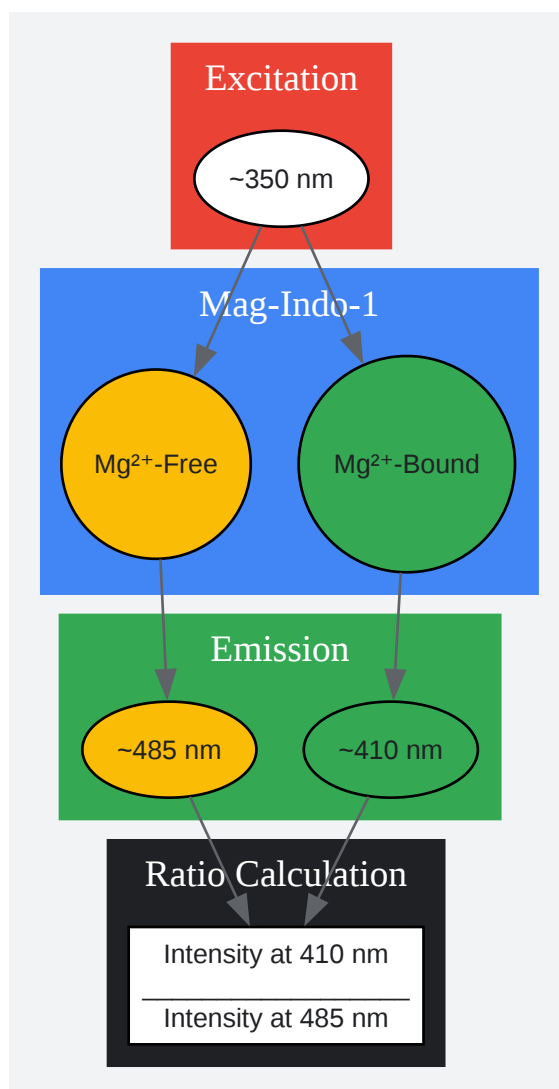 Excitation
~350 nm
Mag-Indo-1
Mg²⁺-Free
Mg²⁺-Bound
Emission
~485 nm
~410 nm
Ratio Calculation
Intensity at 410 nm
____________________
Intensity at 485 nm